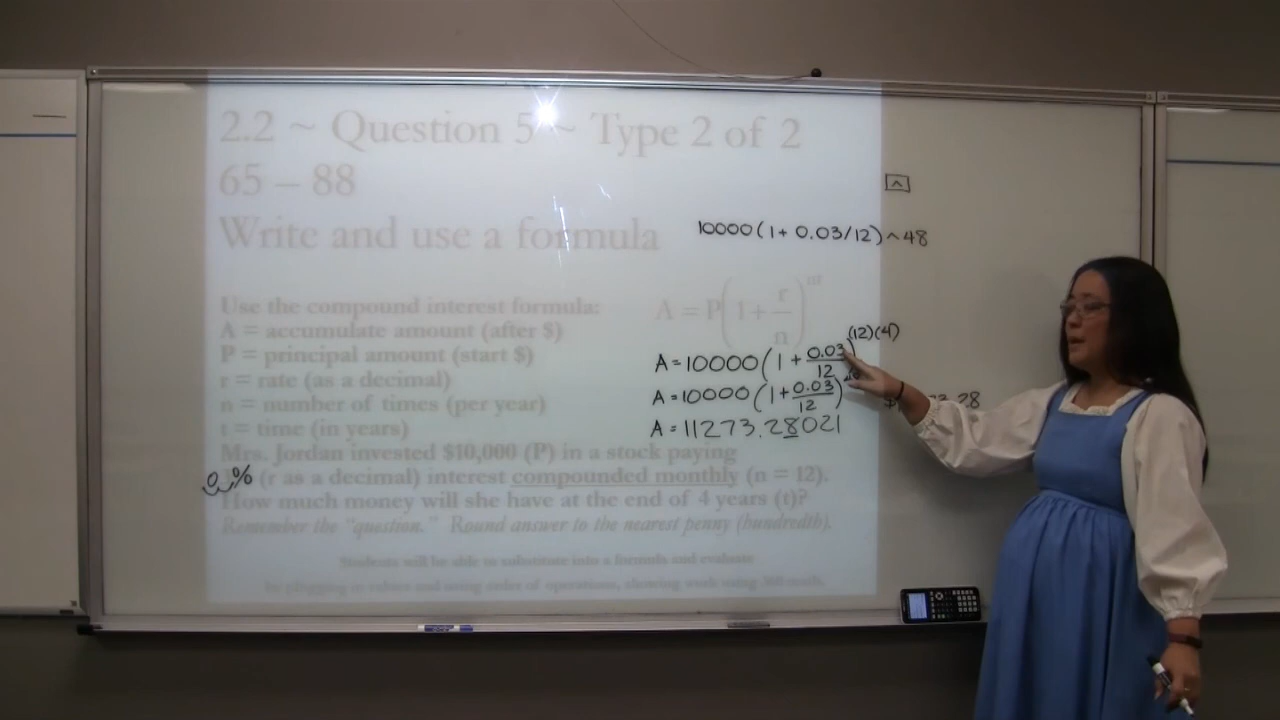 2.2 ~ Question 5 ~ Type 2 of 2
65 – 88
Write and use a formula
^
10000(1+0.03/12)^48
Use the compound interest formula:
A = accumulate amount (after $)
P = principal amount (start $)
r = rate (as a decimal)
n = number of times (per year)
t = time (in years)
A = P(1+r/n)^nt
A=10000(1+0.03/12)^(12)(4)
A=10000(1+0.03/12)
A=11273.28021
3.28
Mrs. Jordan invested $10,000 (P) in a stock paying
0 % (r as a decimal) interest compounded monthly (n = 12).
How much money will she have at the end of 4 years (t)?
Remember the "question." Round answer to the nearest penny (hundredth).
Students will be able to substitute into a formula and evaluate
by plugging in values and using order of operations, showing work using